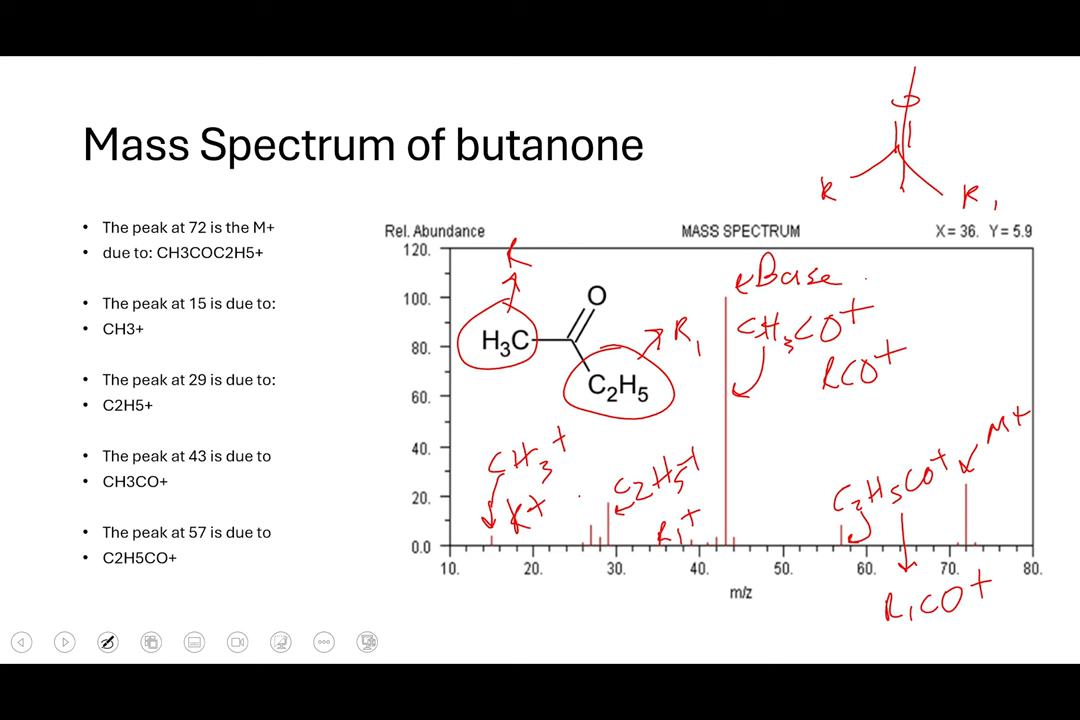 Mass Spectrum of butanone
• The peak at 72 is the M+
• due to: CH3COC2H5+
• The peak at 15 is due to:
• CH3+
• The peak at 29 is due to:
• C2H5+
• The peak at 43 is due to
• CH3CO+
• The peak at 57 is due to
• C2H5CO+
O
R
R1
Rel. Abundance
MASS SPECTRUM
X= 36. Y= 5.9
120.
100.
80.
60.
40.
20.
0.0
R
O
H3C
C2H5
R1
Base
CH3CO+
RCO+
CH3+
R+
C2H5+
R1+
C2H5CO+
M+
R1CO+
10. 20. 30. 40. 50. 60. 70. 80.
m/z